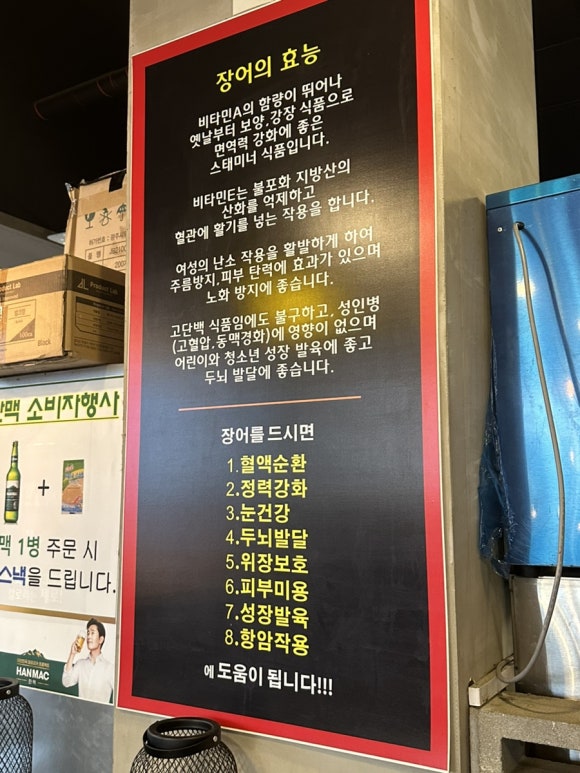 장어의 효능
비타민A의 함량이 뛰어나
옛날부터 보양,강장 식품으로
면역력 강화에 좋은
스태미너 식품입니다.
비타민E는 불포화 지방산의
산화를 억제하고
혈관에 활기를 넣는 작용을 합니다.
여성의 난소 작용을 활발하게 하여
주름방지,피부 탄력에 효과가 있으며
노화 방지에 좋습니다.
고단백 식품임에도 불구하고,성인병
(고혈압,동맥경화)에 영향이 없으며
어린이와 청소년 성장 발육에 좋고
두뇌 발달에 좋습니다.
장어를 드시면
1.혈액순환
2.정력강화
3.눈건강
4.두뇌발달
5.위장보호
6.피부미용
7.성장발육
8.항암작용
에 도움이 됩니다!!!
Product Lab
Black
맥 소비자행사
+
맥 1병 주문 시
스낵을 드립니다.
HANMAC
한맥